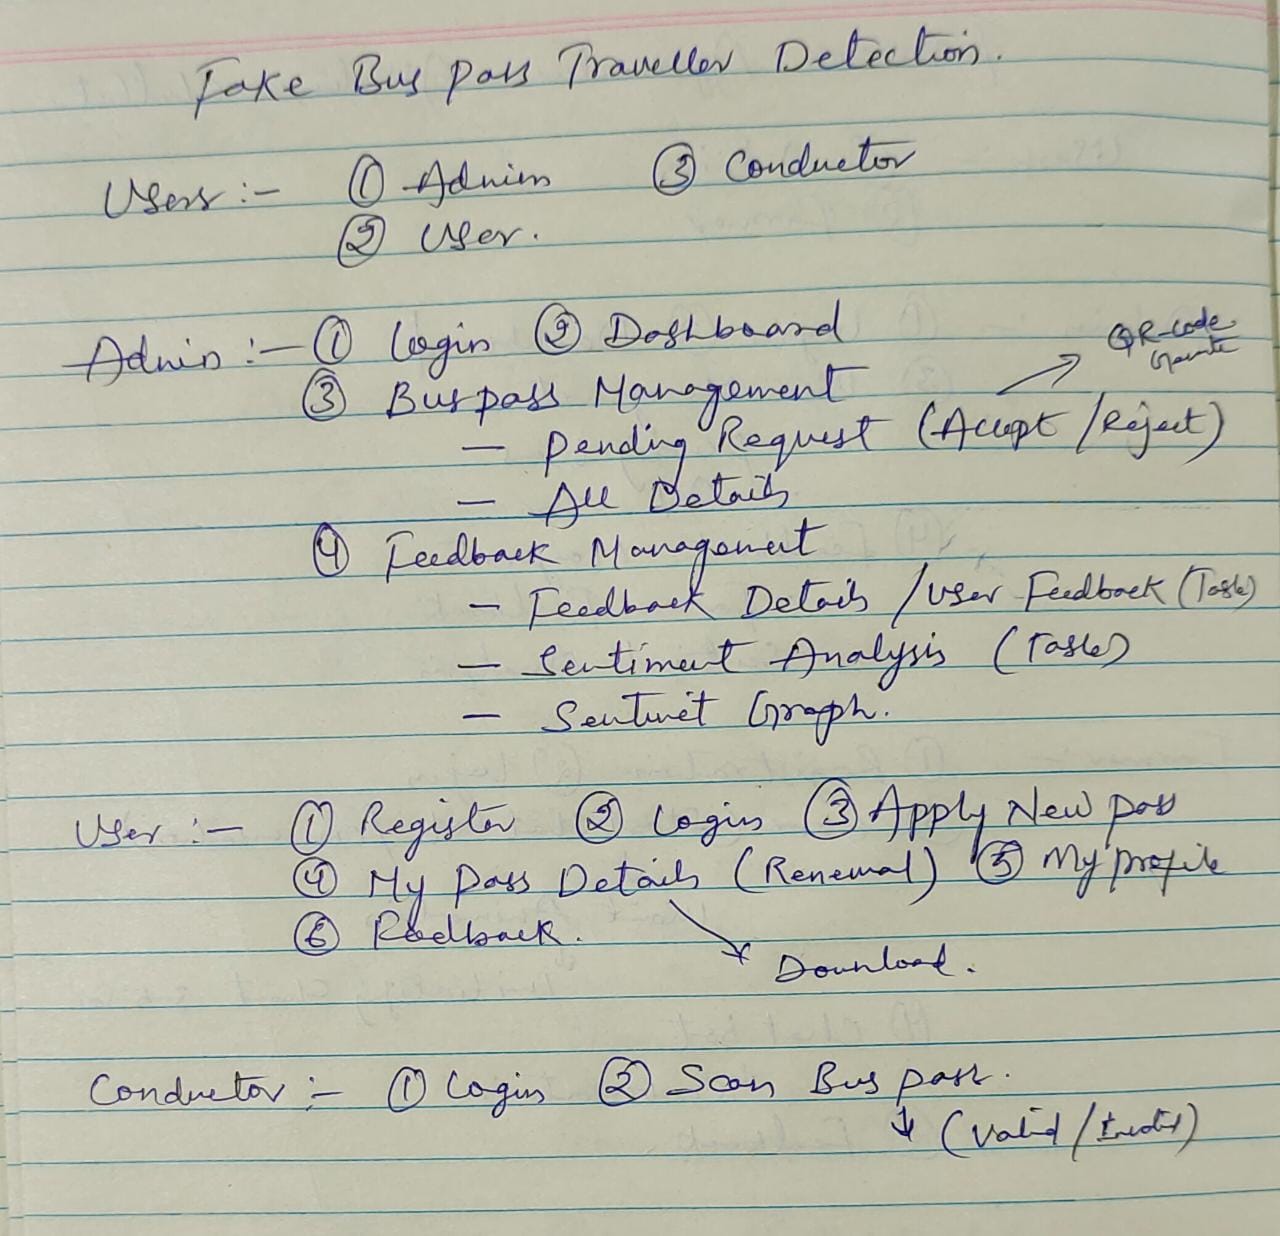 Fake Bus pass Traveller Detection.
Users :- ① Admin ③ Conductor
② User.
Admin :- ① Login ② Dashboard
QR-code
③ Bus pass Management
- Pending Request (Accept / Reject)
- All Details
④ Feedback Management
- Feedback Details / User Feedback (Table)
- Sentiment Analysis (Table)
- Sentimet Graph.
User :- ① Register ② Login ③ Apply New pass
④ My Pass Details (Renewal) ⑤ My profile
⑥ Feedback.
Download.
Conductor :- ① Login ② Scan Bus pass.
(Valid / Invalid)